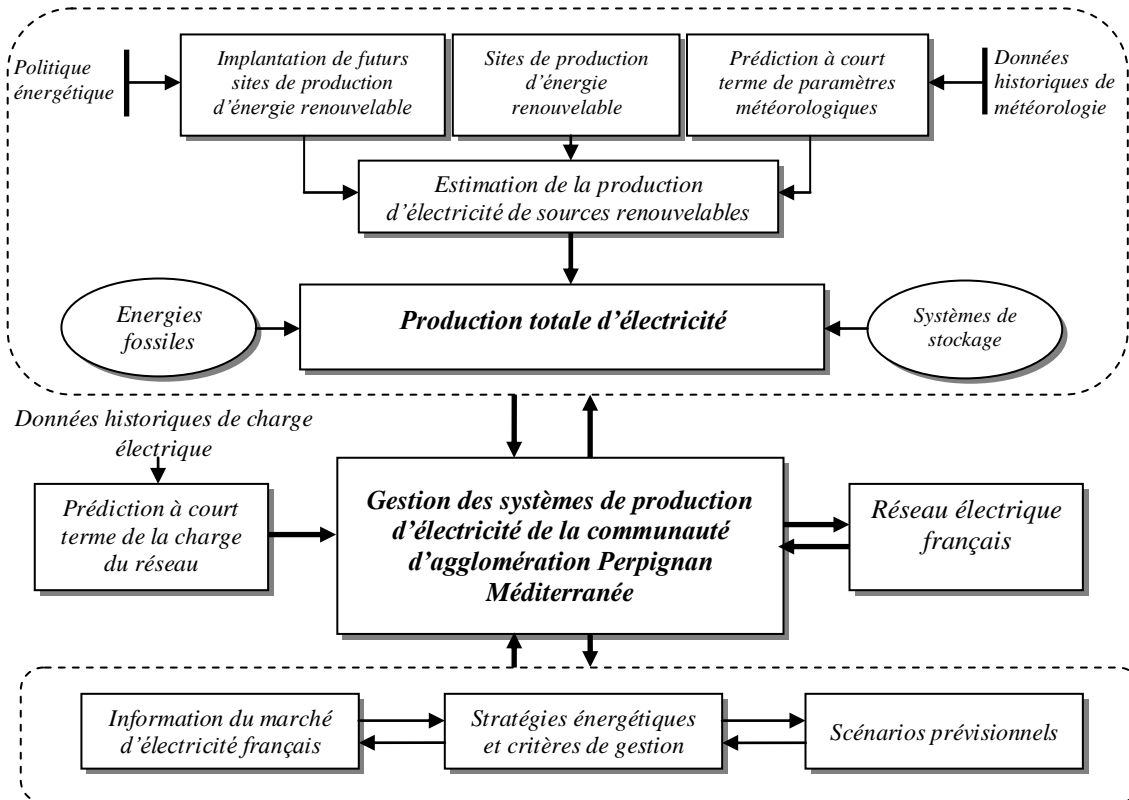 Politique
énergétique
Implantation de futurs
sites de production
d'énergie renouvelable
Sites de production
d'énergie
renouvelable
Prédiction à court
terme de paramètres
météorologiques
Données
historiques de
météorologie
Estimation de la production
d'électricité de sources renouvelables
Energies
fossiles
Production totale d'électricité
Systèmes de
stockage
Données historiques de charge
électrique
Prédiction à court
terme de la charge
du réseau
Gestion des systèmes de production
d'électricité de la communauté
d'agglomération Perpignan
Méditerranée
Réseau électrique
français
Information du marché
d'électricité français
Stratégies énergétiques
et critères de gestion
Scénarios prévisionnels